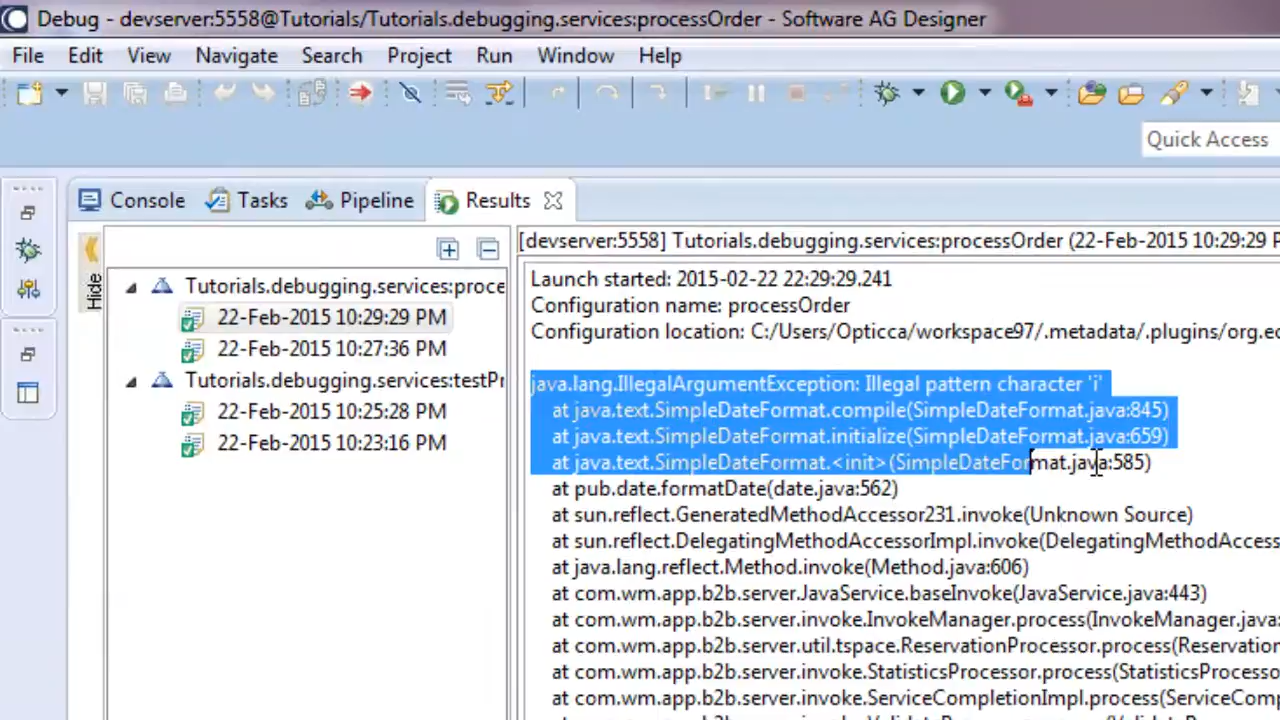 Debug - devserver:5558@Tutorials/Tutorials.debugging.services:processOrder - Software AG Designer
File Edit View Navigate Search Project Run Window Help
Quick Access
Console Tasks Pipeline Results
Hide
Tutorials.debugging.services:proce
22-Feb-2015 10:29:29 PM
22-Feb-2015 10:27:36 PM
Tutorials.debugging.services:testPr
22-Feb-2015 10:25:28 PM
22-Feb-2015 10:23:16 PM
[devserver:5558] Tutorials.debugging.services:processOrder (22-Feb-2015 10:29:29 P
Launch started: 2015-02-22 22:29:29.241
Configuration name: processOrder
Configuration location: C:/Users/Opticca/workspace97/.metadata/.plugins/org.ec
java.lang.IllegalArgumentException: Illegal pattern character 'i'
at java.text.SimpleDateFormat.compile(SimpleDateFormat.java:845)
at java.text.SimpleDateFormat.initialize(SimpleDateFormat.java:659)
at java.text.SimpleDateFormat.<init>(SimpleDateFormat.java:585)
at pub.date.formatDate(date.java:562)
at sun.reflect.GeneratedMethodAccessor231.invoke(Unknown Source)
at sun.reflect.DelegatingMethodAccessorImpl.invoke(DelegatingMethodAccess
at java.lang.reflect.Method.invoke(Method.java:606)
at com.wm.app.b2b.server.JavaService.baseInvoke(JavaService.java:443)
at com.wm.app.b2b.server.invoke.InvokeManager.process(InvokeManager.java:
at com.wm.app.b2b.server.util.tspace.ReservationProcessor.process(Reservation
at com.wm.app.b2b.server.invoke.StatisticsProcessor.process(StatisticsProcesso
at com.wm.app.b2b.server.invoke.ServiceCompletionImpl.process(ServiceComp